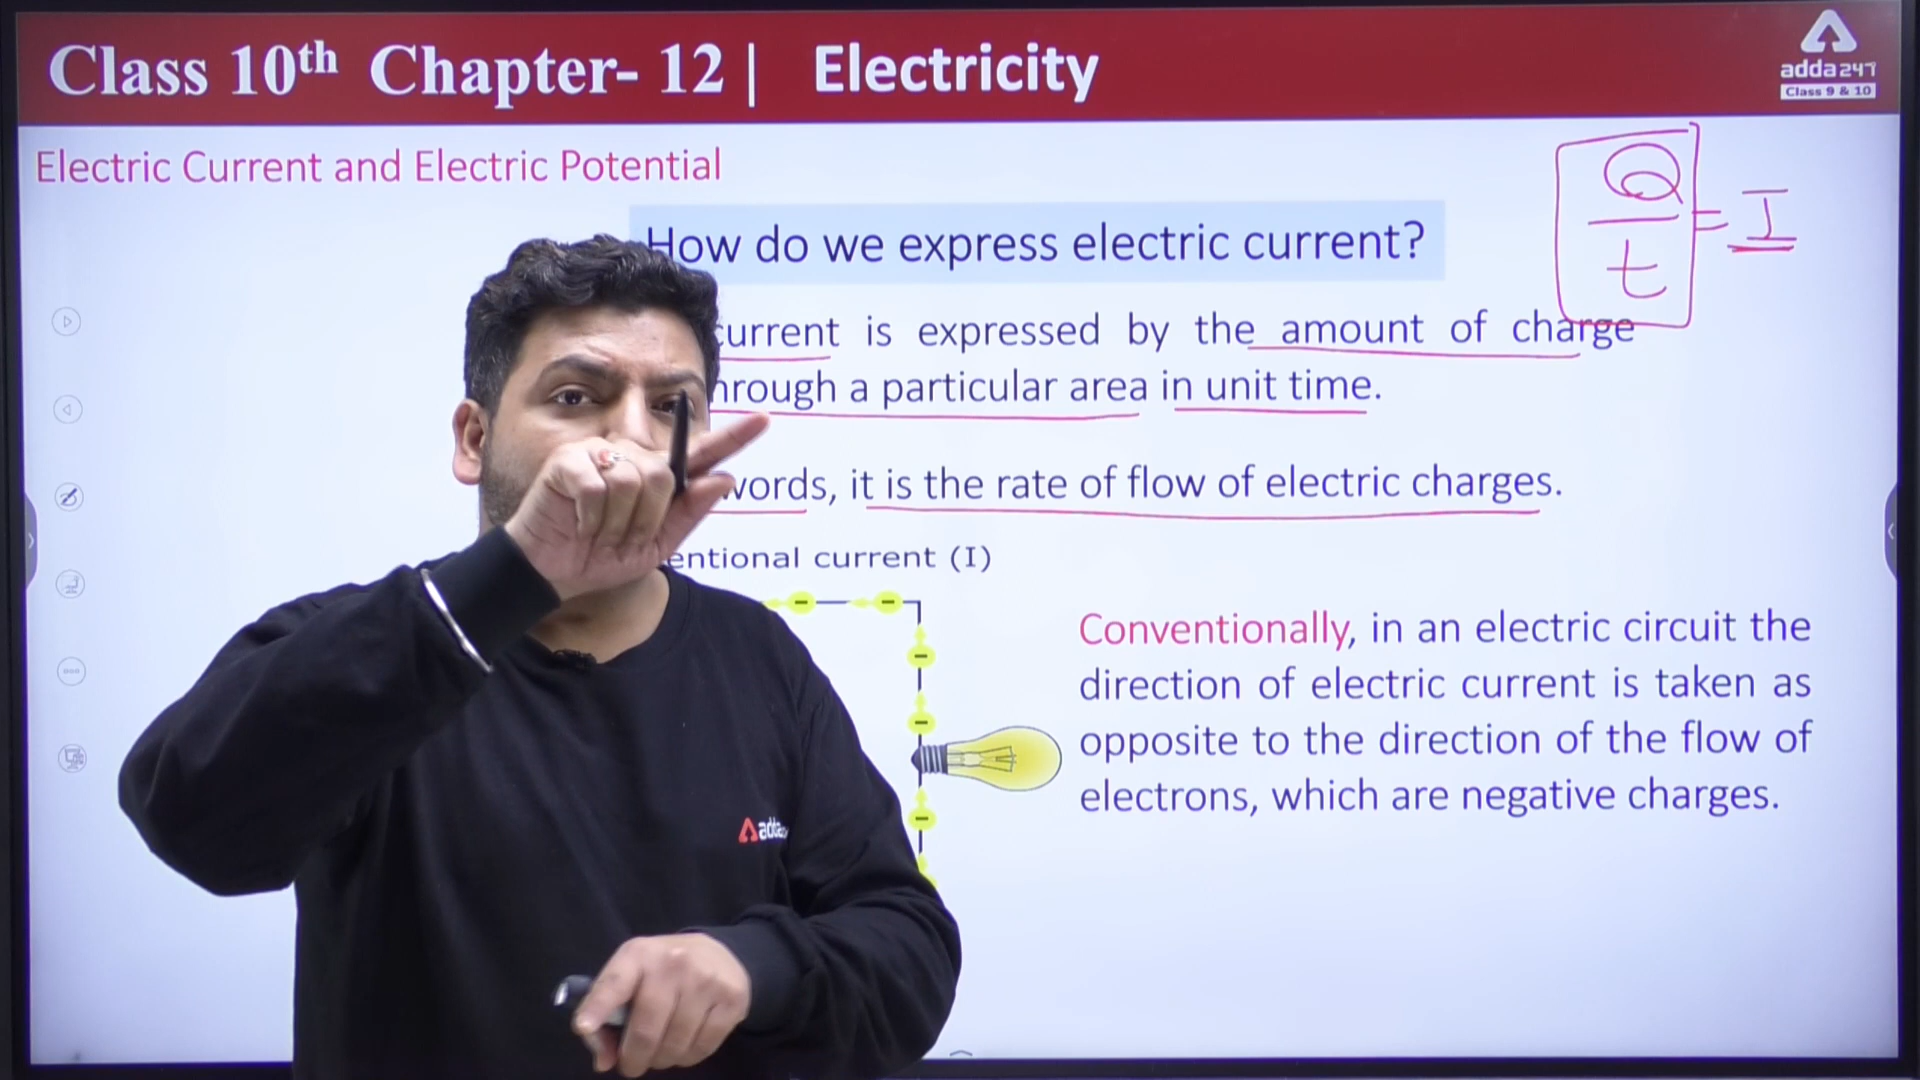 Class 10th Chapter- 12 | Electricity
adda247
Class 9 & 10
Electric Current and Electric Potential
Q
t
= I
How do we express electric current?
current is expressed by the amount of charge
hrough a particular area in unit time.
words, it is the rate of flow of electric charges.
entional current (I)
Conventionally, in an electric circuit the
direction of electric current is taken as
opposite to the direction of the flow of
electrons, which are negative charges.
adda